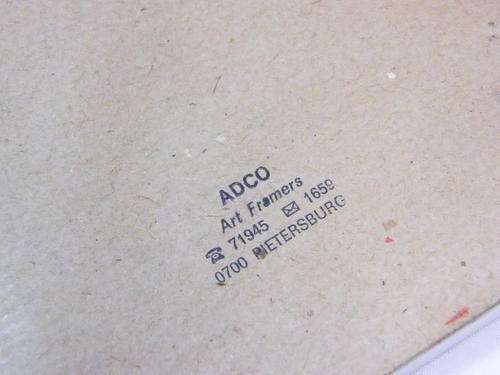 ADCO
Art Framers
☎ 71945 ✉ 1659
0700 PIETERSBURG